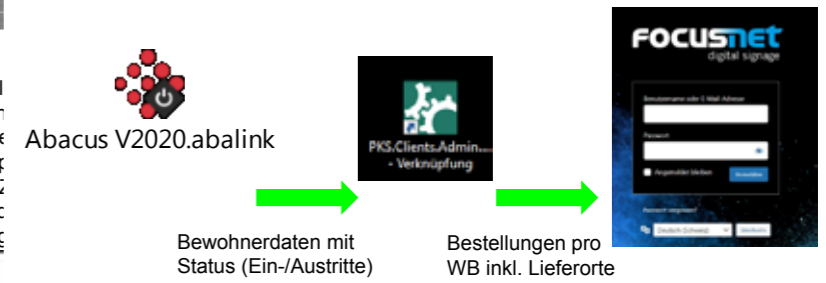 FOCUSnet
digital signage
Abacus V2020.abalink
PKS.Clients.Admin....
- Verknüpfung
Benutzername oder E-Mail-Adresse
Passwort
Angemeldet bleiben
Anmelden
Passwort vergessen?
Deutsch (Schweiz)
Bewohnerdaten mit
Status (Ein-/Austritte)
Bestellungen pro
WB inkl. Lieferorte